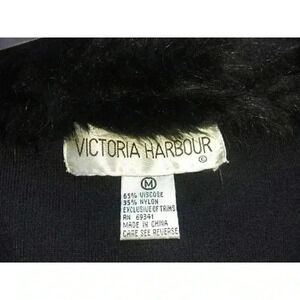 VICTORIA HARBOUR
®
M
65% VISCOSE
35% NYLON
EXCLUSIVE OF TRIMS
RN 69341
MADE IN CHINA
CARE SEE REVERSE